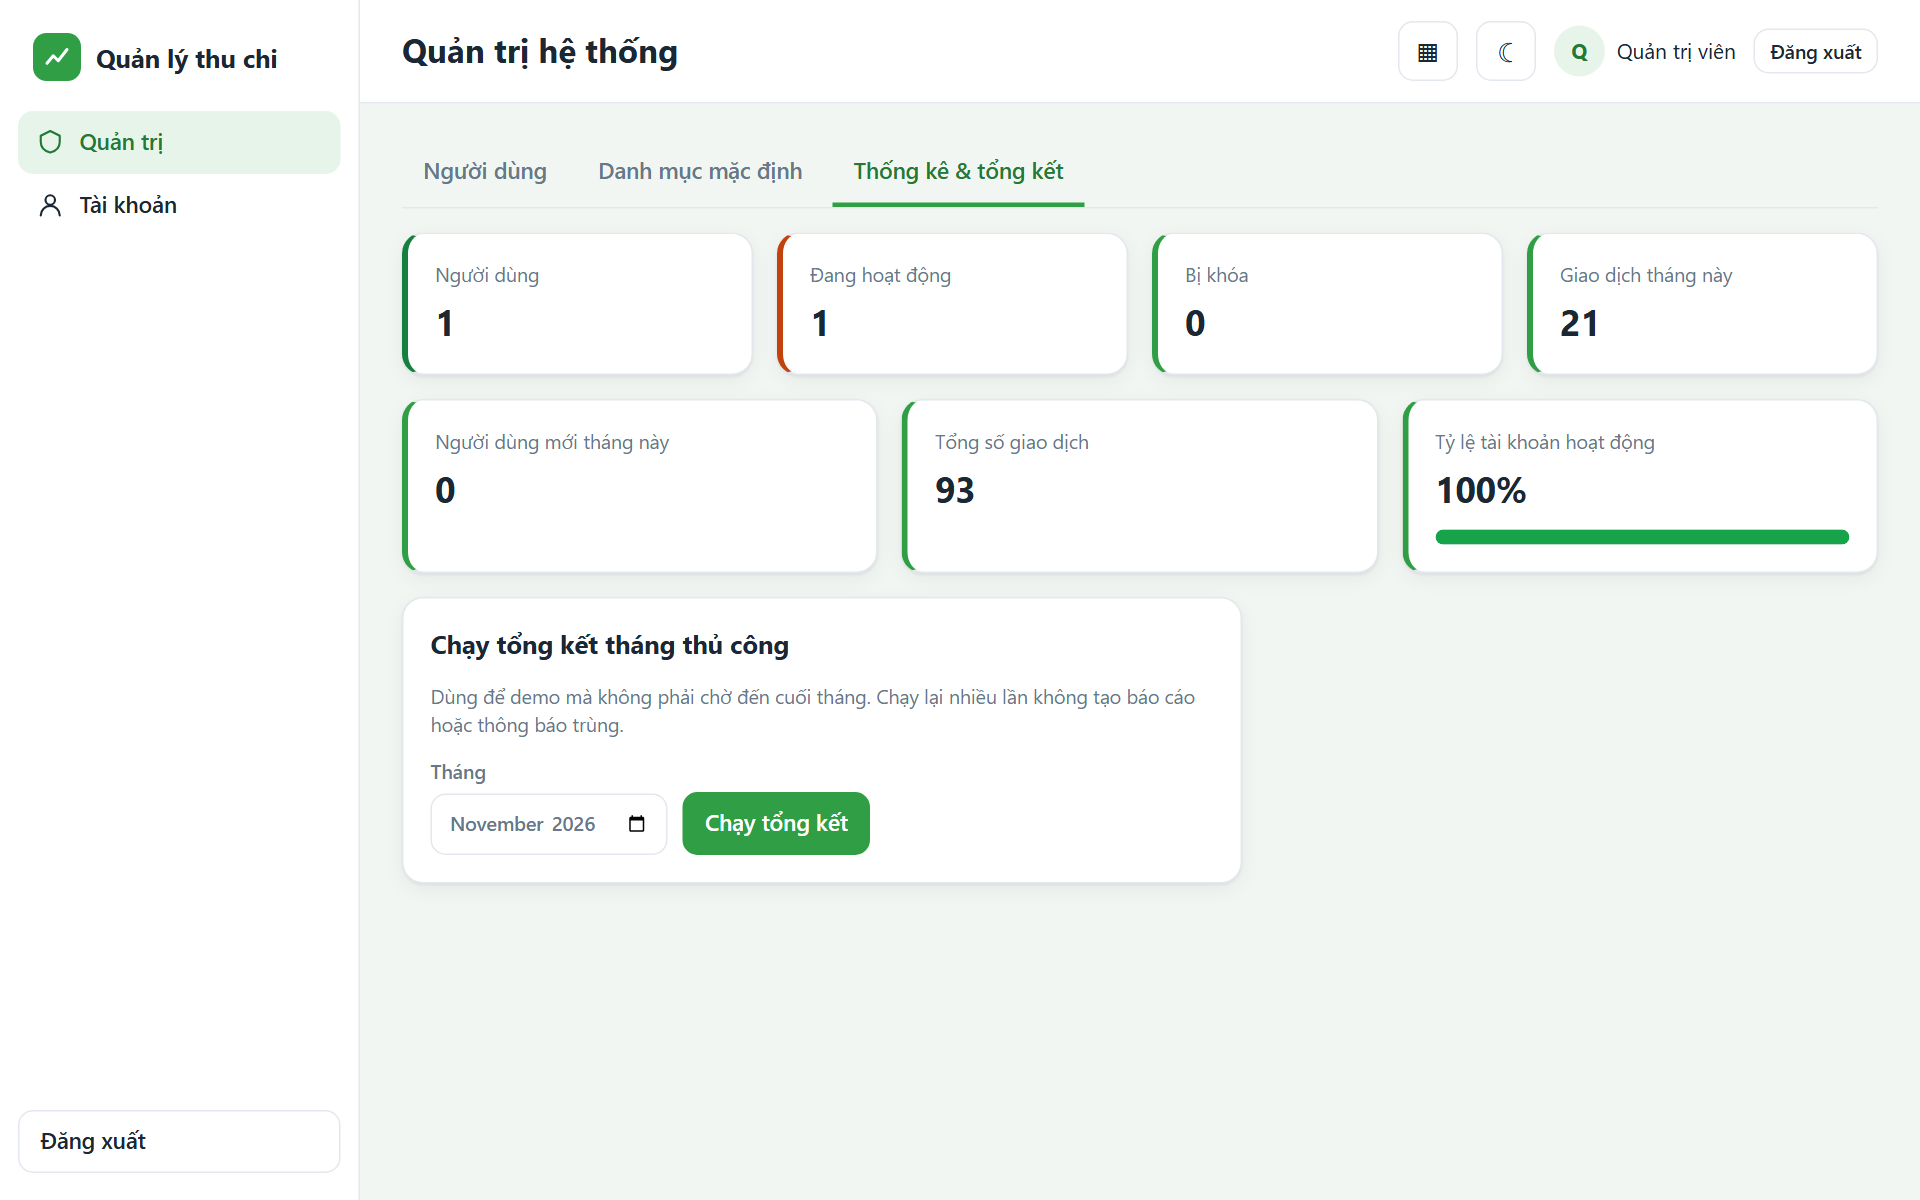 Quản lý thu chi
Quản trị
Tài khoản
Đăng xuất
Quản trị hệ thống
Q
Quản trị viên
Đăng xuất
Người dùng
Danh mục mặc định
Thống kê & tổng kết
Người dùng
1
Đang hoạt động
1
Bị khóa
0
Giao dịch tháng này
21
Người dùng mới tháng này
0
Tổng số giao dịch
93
Tỷ lệ tài khoản hoạt động
100%
Chạy tổng kết tháng thủ công
Dùng để demo mà không phải chờ đến cuối tháng. Chạy lại nhiều lần không tạo báo cáo
hoặc thông báo trùng.
Tháng
November 2026
Chạy tổng kết